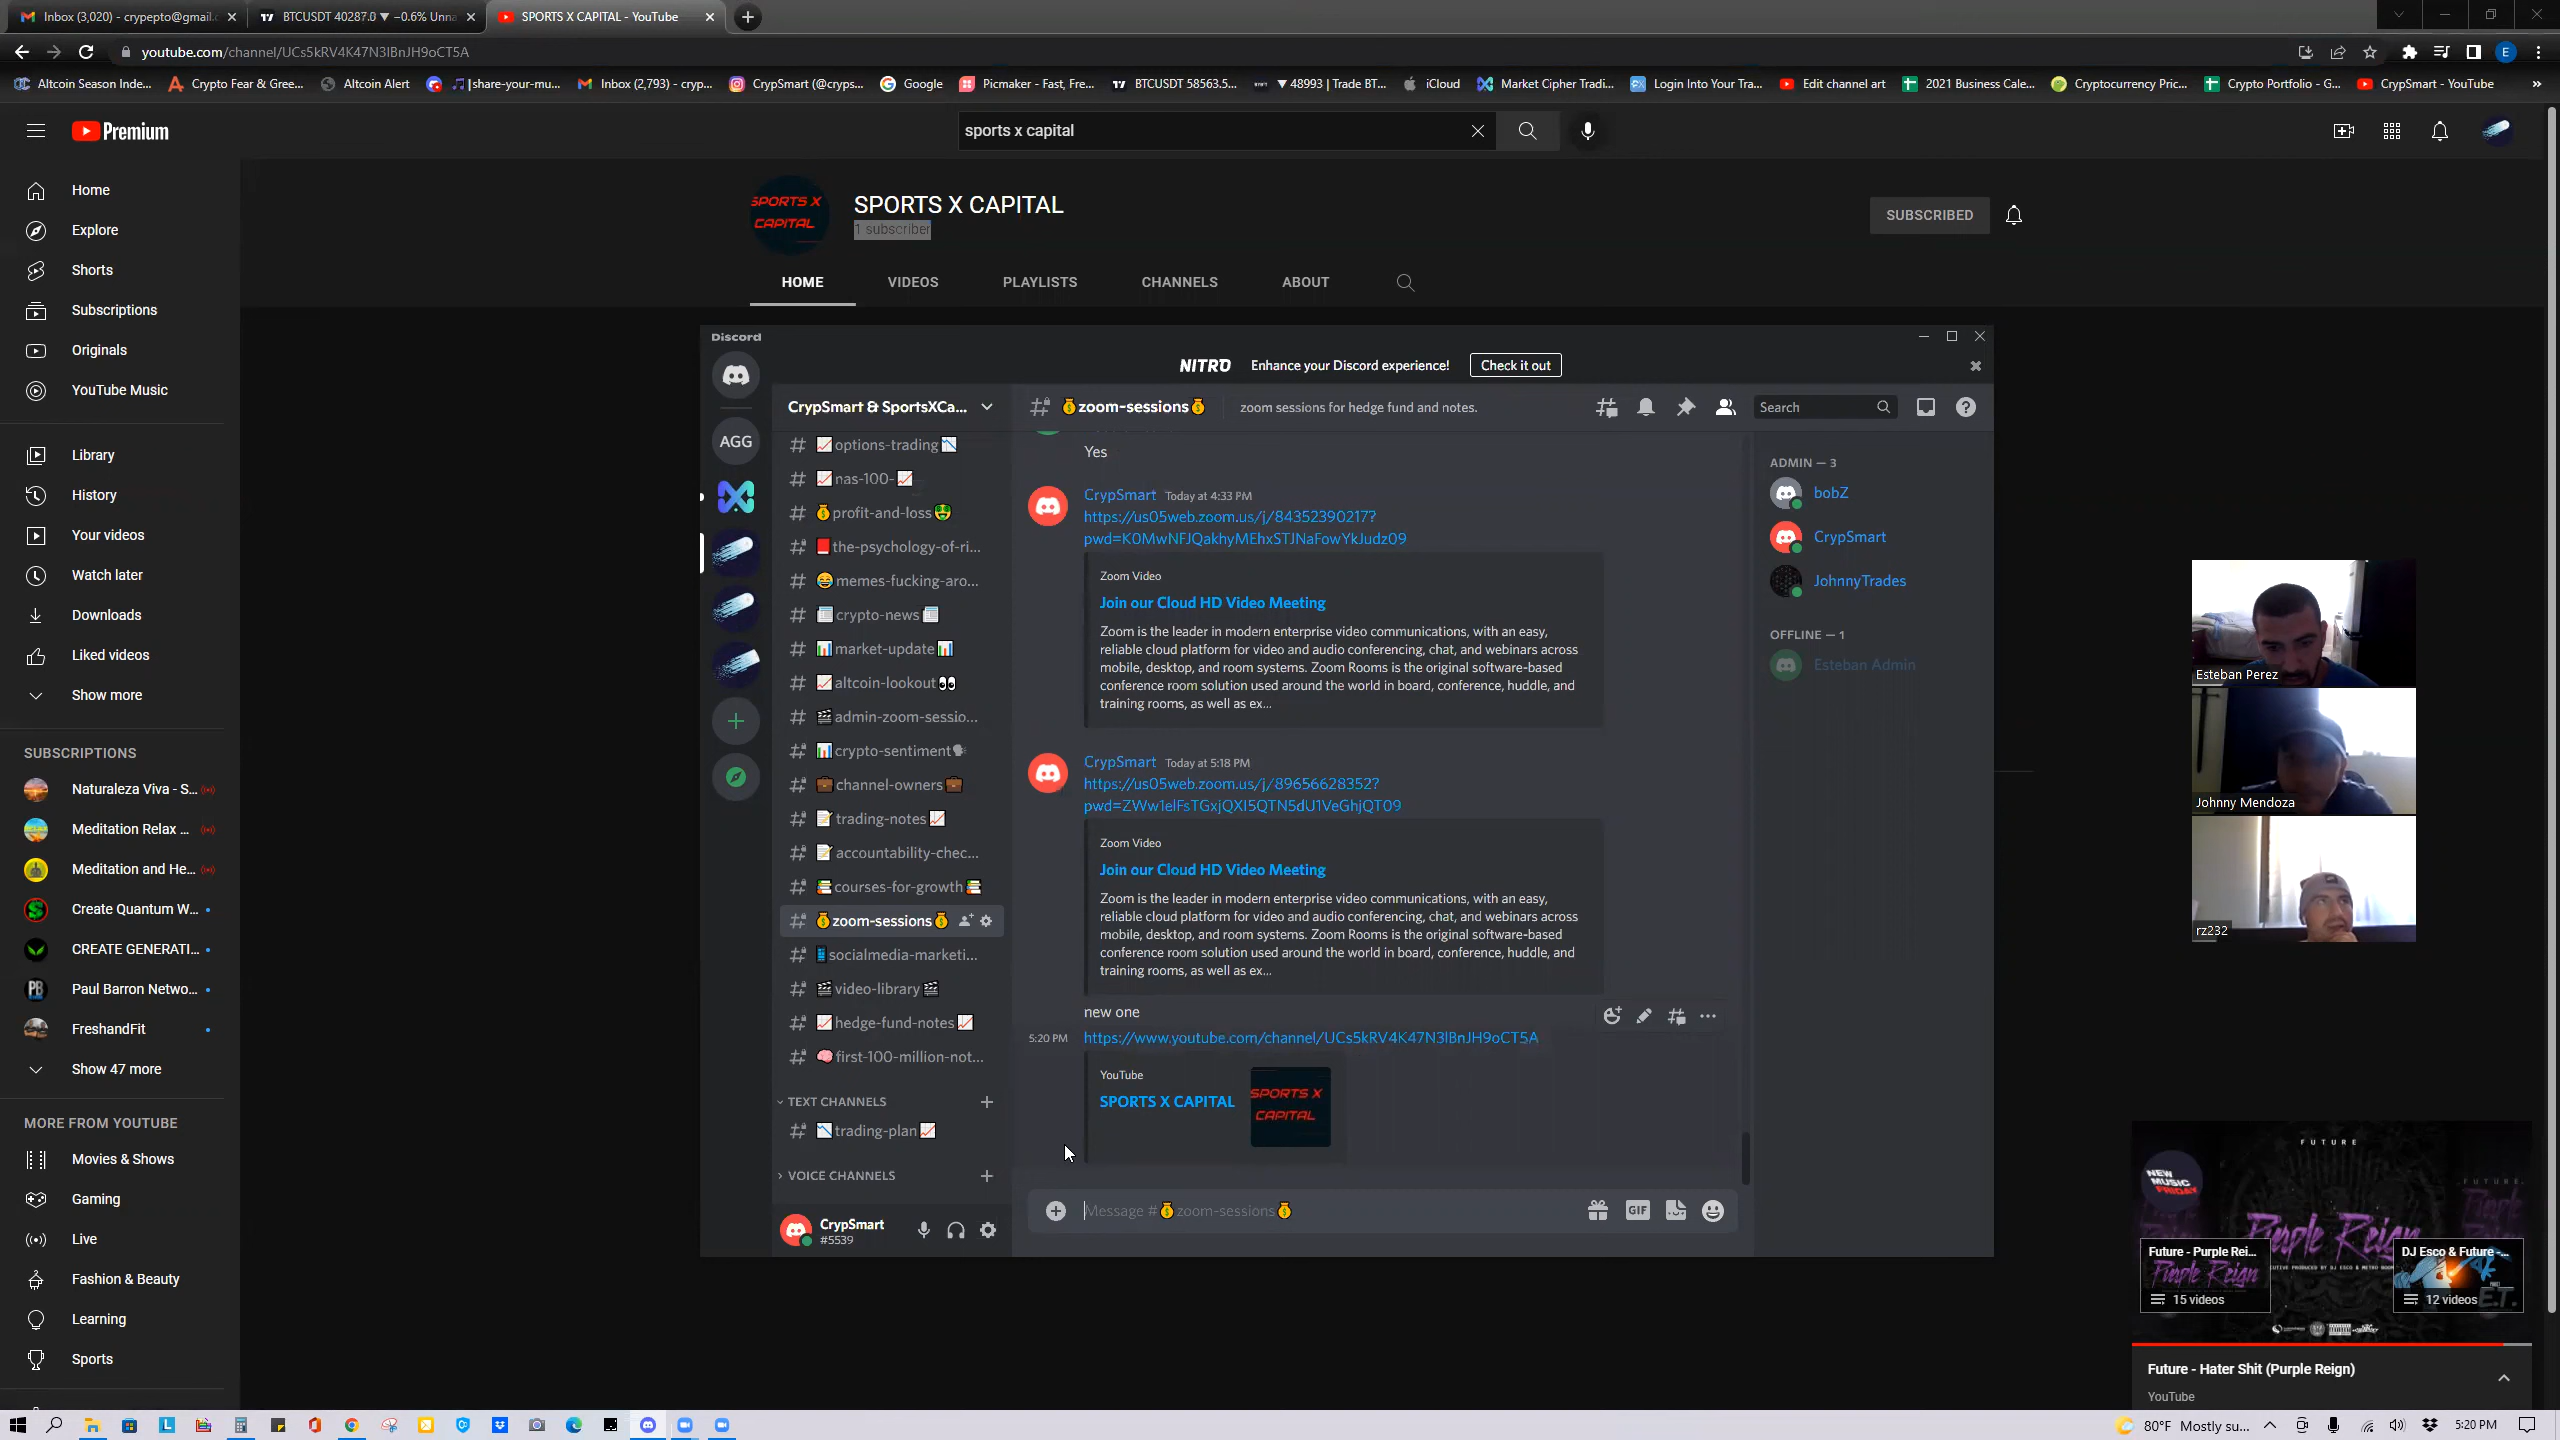 Inbox (3,020) - crypepto@gmail.c
BTCUSDT 40287.0 ▼ −0.6% Unna
SPORTS X CAPITAL - YouTube
youtube.com/channel/UCs5kRV4K47N3lBnJH9oCT5A
Altcoin Season Inde...
Crypto Fear & Gree...
Altcoin Alert
|share-your-mu...
Inbox (2,793) - cryp...
CrypSmart (@cryps...
Google
Picmaker - Fast, Fre...
BTCUSDT 58563.5...
▼ 48993 | Trade BT...
iCloud
Market Cipher Tradi...
Login Into Your Tra...
Edit channel art
2021 Business Cale...
Cryptocurrency Pric...
Crypto Portfolio - G...
CrypSmart - YouTube
Premium
sports x capital
Home
Explore
Shorts
Subscriptions
Originals
YouTube Music
Library
History
Your videos
Watch later
Downloads
Liked videos
Show more
SUBSCRIPTIONS
Naturaleza Viva - S...
Meditation Relax ...
Meditation and He...
Create Quantum W...
CREATE GENERATI...
Paul Barron Netwo...
FreshandFit
Show 47 more
MORE FROM YOUTUBE
Movies & Shows
Gaming
Live
Fashion & Beauty
Learning
Sports
SPORTS X
CAPITAL
SPORTS X CAPITAL
1 subscriber
SUBSCRIBED
HOME
VIDEOS
PLAYLISTS
CHANNELS
ABOUT
Discord
NITRO
Enhance your Discord experience!
Check it out
AGG
CrypSmart & SportsXCa...
options-trading
nas-100-
profit-and-loss
the-psychology-of-ri...
memes-fucking-aro...
crypto-news
market-update
altcoin-lookout
admin-zoom-sessio...
crypto-sentiment
channel-owners
trading-notes
accountability-chec...
courses-for-growth
zoom-sessions
socialmedia-marketi...
video-library
hedge-fund-notes
first-100-million-not...
TEXT CHANNELS
trading-plan
VOICE CHANNELS
CrypSmart
#5539
zoom-sessions
zoom sessions for hedge fund and notes.
Search
Yes
CrypSmart Today at 4:33 PM
https://us05web.zoom.us/j/84352390217?
pwd=K0MwNFJQakhyMEhxSTJNaFowYkJudz09
Zoom Video
Join our Cloud HD Video Meeting
Zoom is the leader in modern enterprise video communications, with an easy,
reliable cloud platform for video and audio conferencing, chat, and webinars across
mobile, desktop, and room systems. Zoom Rooms is the original software-based
conference room solution used around the world in board, conference, huddle, and
training rooms, as well as ex...
CrypSmart Today at 5:18 PM
https://us05web.zoom.us/j/89656628352?
pwd=ZWw1elFsTGxjQXI5QTN5dU1VeGhjQT09
Zoom Video
Join our Cloud HD Video Meeting
Zoom is the leader in modern enterprise video communications, with an easy,
reliable cloud platform for video and audio conferencing, chat, and webinars across
mobile, desktop, and room systems. Zoom Rooms is the original software-based
conference room solution used around the world in board, conference, huddle, and
training rooms, as well as ex...
new one
5:20 PM
https://www.youtube.com/channel/UCs5kRV4K47N3lBnJH9oCT5A
YouTube
SPORTS X CAPITAL
SPORTS X
CAPITAL
Message #zoom-sessions
GIF
ADMIN — 3
bobZ
CrypSmart
JohnnyTrades
OFFLINE — 1
Esteban Admin
Esteban Perez
Johnny Mendoza
rz232
FUTURE
NEW
MUSIC
FRIDAY
Purple Reign
Future - Purple Rei...
Purple Reign
15 videos
DJ Esco & Future -...
E.T.
12 videos
Future - Hater Shit (Purple Reign)
YouTube
80°F Mostly su...
5:20 PM